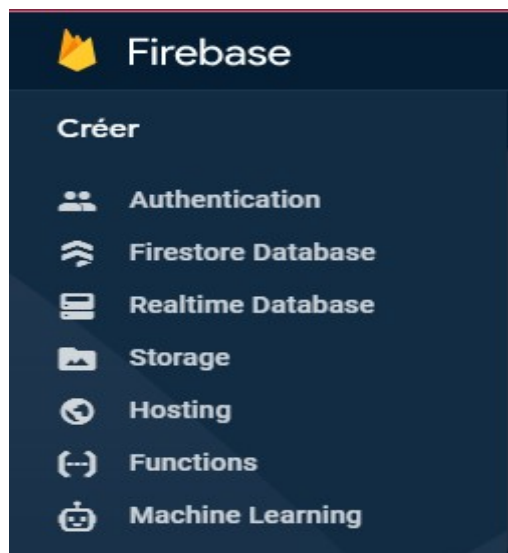 Firebase
Créer
Authentication
Firestore Database
Realtime Database
Storage
Hosting
Functions
Machine Learning